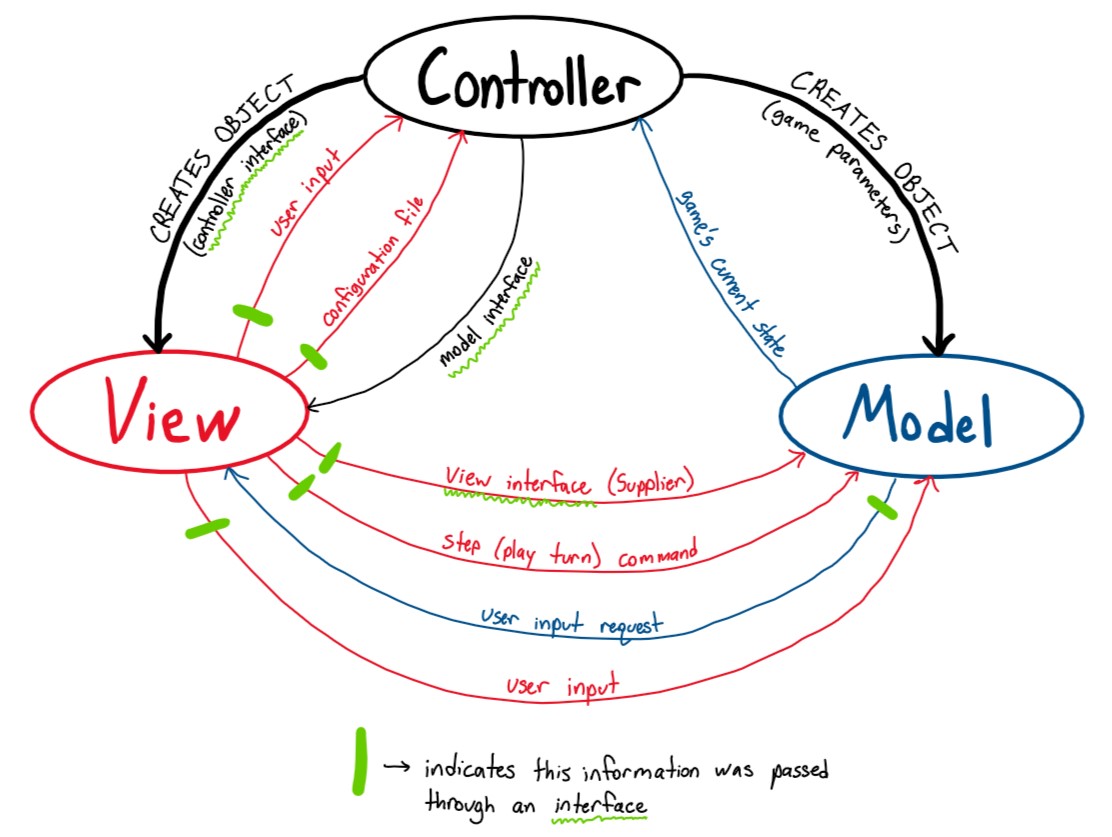 Controller
CREATES OBJECT
(controller interface)
user input
configuration file
model interface
game's current state
CREATES OBJECT
(game parameters)
View
Model
View interface (Supplier)
step (play turn) command
user input request
user input
→ indicates this information was passed
through an interface